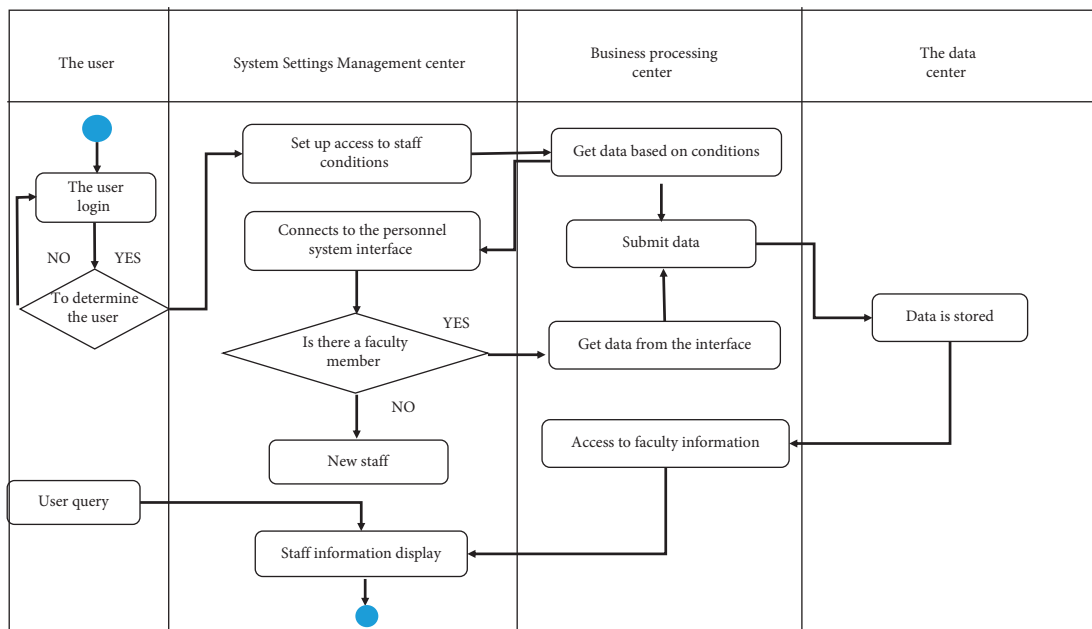 The user
System Settings Management center
Business processing
center
The data
center
Set up access to staff
conditions
Get data based on conditions
The user
login
Connects to the personnel
system interface
Submit data
NO
YES
To determine
the user
Data is stored
YES
Is there a faculty
member
Get data from the interface
NO
Access to faculty information
New staff
User query
Staff information display